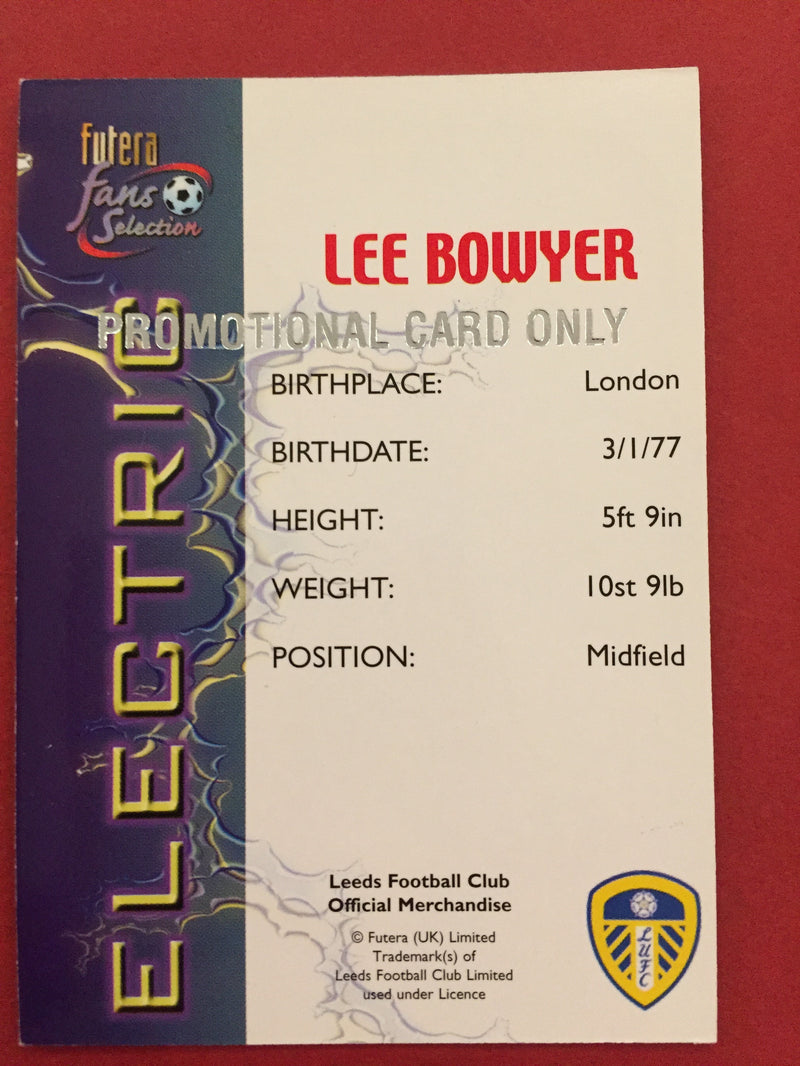 futera
fans
Selection
ELECTRIC
LEE BOWYER
PROMOTIONAL CARD ONLY
BIRTHPLACE: London
BIRTHDATE: 3/1/77
HEIGHT: 5ft 9in
WEIGHT: 10st 9lb
POSITION: Midfield
Leeds Football Club
Official Merchandise
© Futera (UK) Limited
Trademark(s) of
Leeds Football Club Limited
used under Licence
LUFC